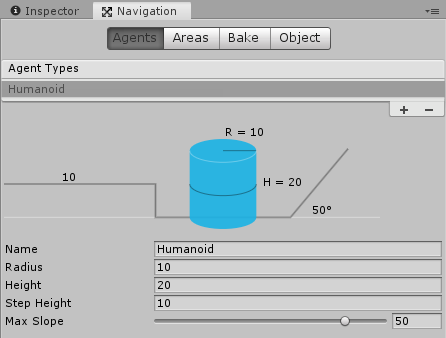 Inspector Navigation
Agents Areas Bake Object
Agent Types
Humanoid
+ −
R = 10
10
H = 20
50°
Name Humanoid
Radius 10
Height 20
Step Height 10
Max Slope 50